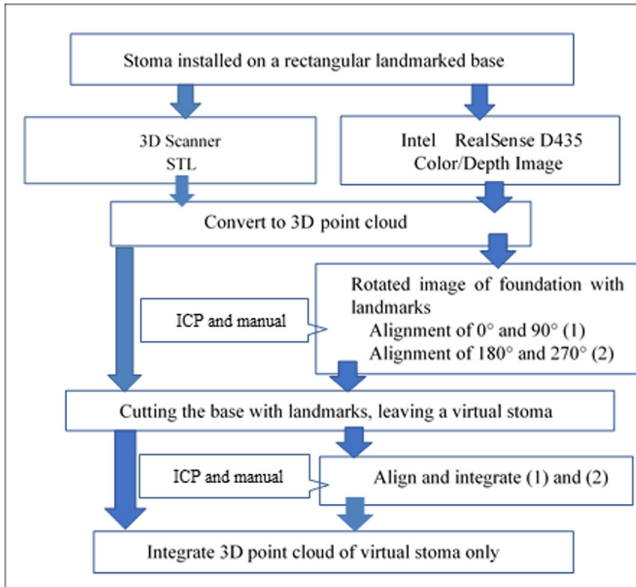 Stoma installed on a rectangular landmarked base
3D Scanner
STL
Intel RealSense D435
Color/Depth Image
Convert to 3D point cloud
Rotated image of foundation with
landmarks
Alignment of 0° and 90° (1)
Alignment of 180° and 270° (2)
ICP and manual
Cutting the base with landmarks, leaving a virtual stoma
ICP and manual
Align and integrate (1) and (2)
Integrate 3D point cloud of virtual stoma only